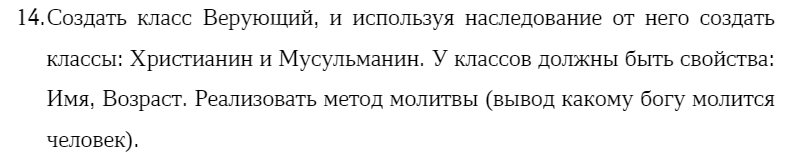 14.Создать класс Верующий, и используя наследование от него создать
классы: Христианин и Мусульманин. У классов должны быть свойства:
Имя, Возраст. Реализовать метод молитвы (вывод какому богу молится
человек).